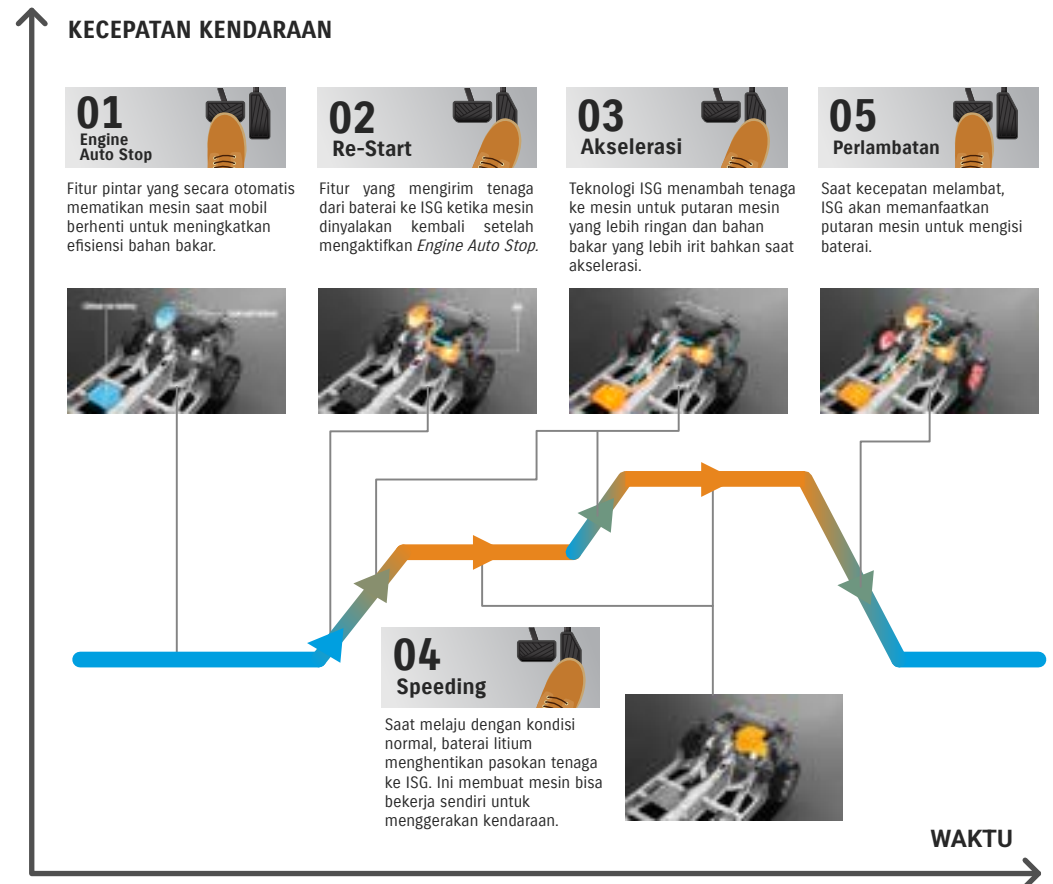 KECEPATAN KENDARAAN
01
Engine
Auto Stop
Fitur pintar yang secara otomatis
mematikan mesin saat mobil
berhenti untuk meningkatkan
efisiensi bahan bakar.
02
Re-Start
Fitur yang mengirim tenaga
dari baterai ke ISG ketika mesin
dinyalakan kembali setelah
mengaktifkan Engine Auto Stop.
03
Akselerasi
Teknologi ISG menambah tenaga
ke mesin untuk putaran mesin
yang lebih ringan dan bahan
bakar yang lebih irit bahkan saat
akselerasi.
05
Perlambatan
Saat kecepatan melambat,
ISG akan memanfaatkan
putaran mesin untuk mengisi
baterai.
04
Speeding
Saat melaju dengan kondisi
normal, baterai litium
menghentikan pasokan tenaga
ke ISG. Ini membuat mesin bisa
bekerja sendiri untuk
menggerakan kendaraan.
WAKTU